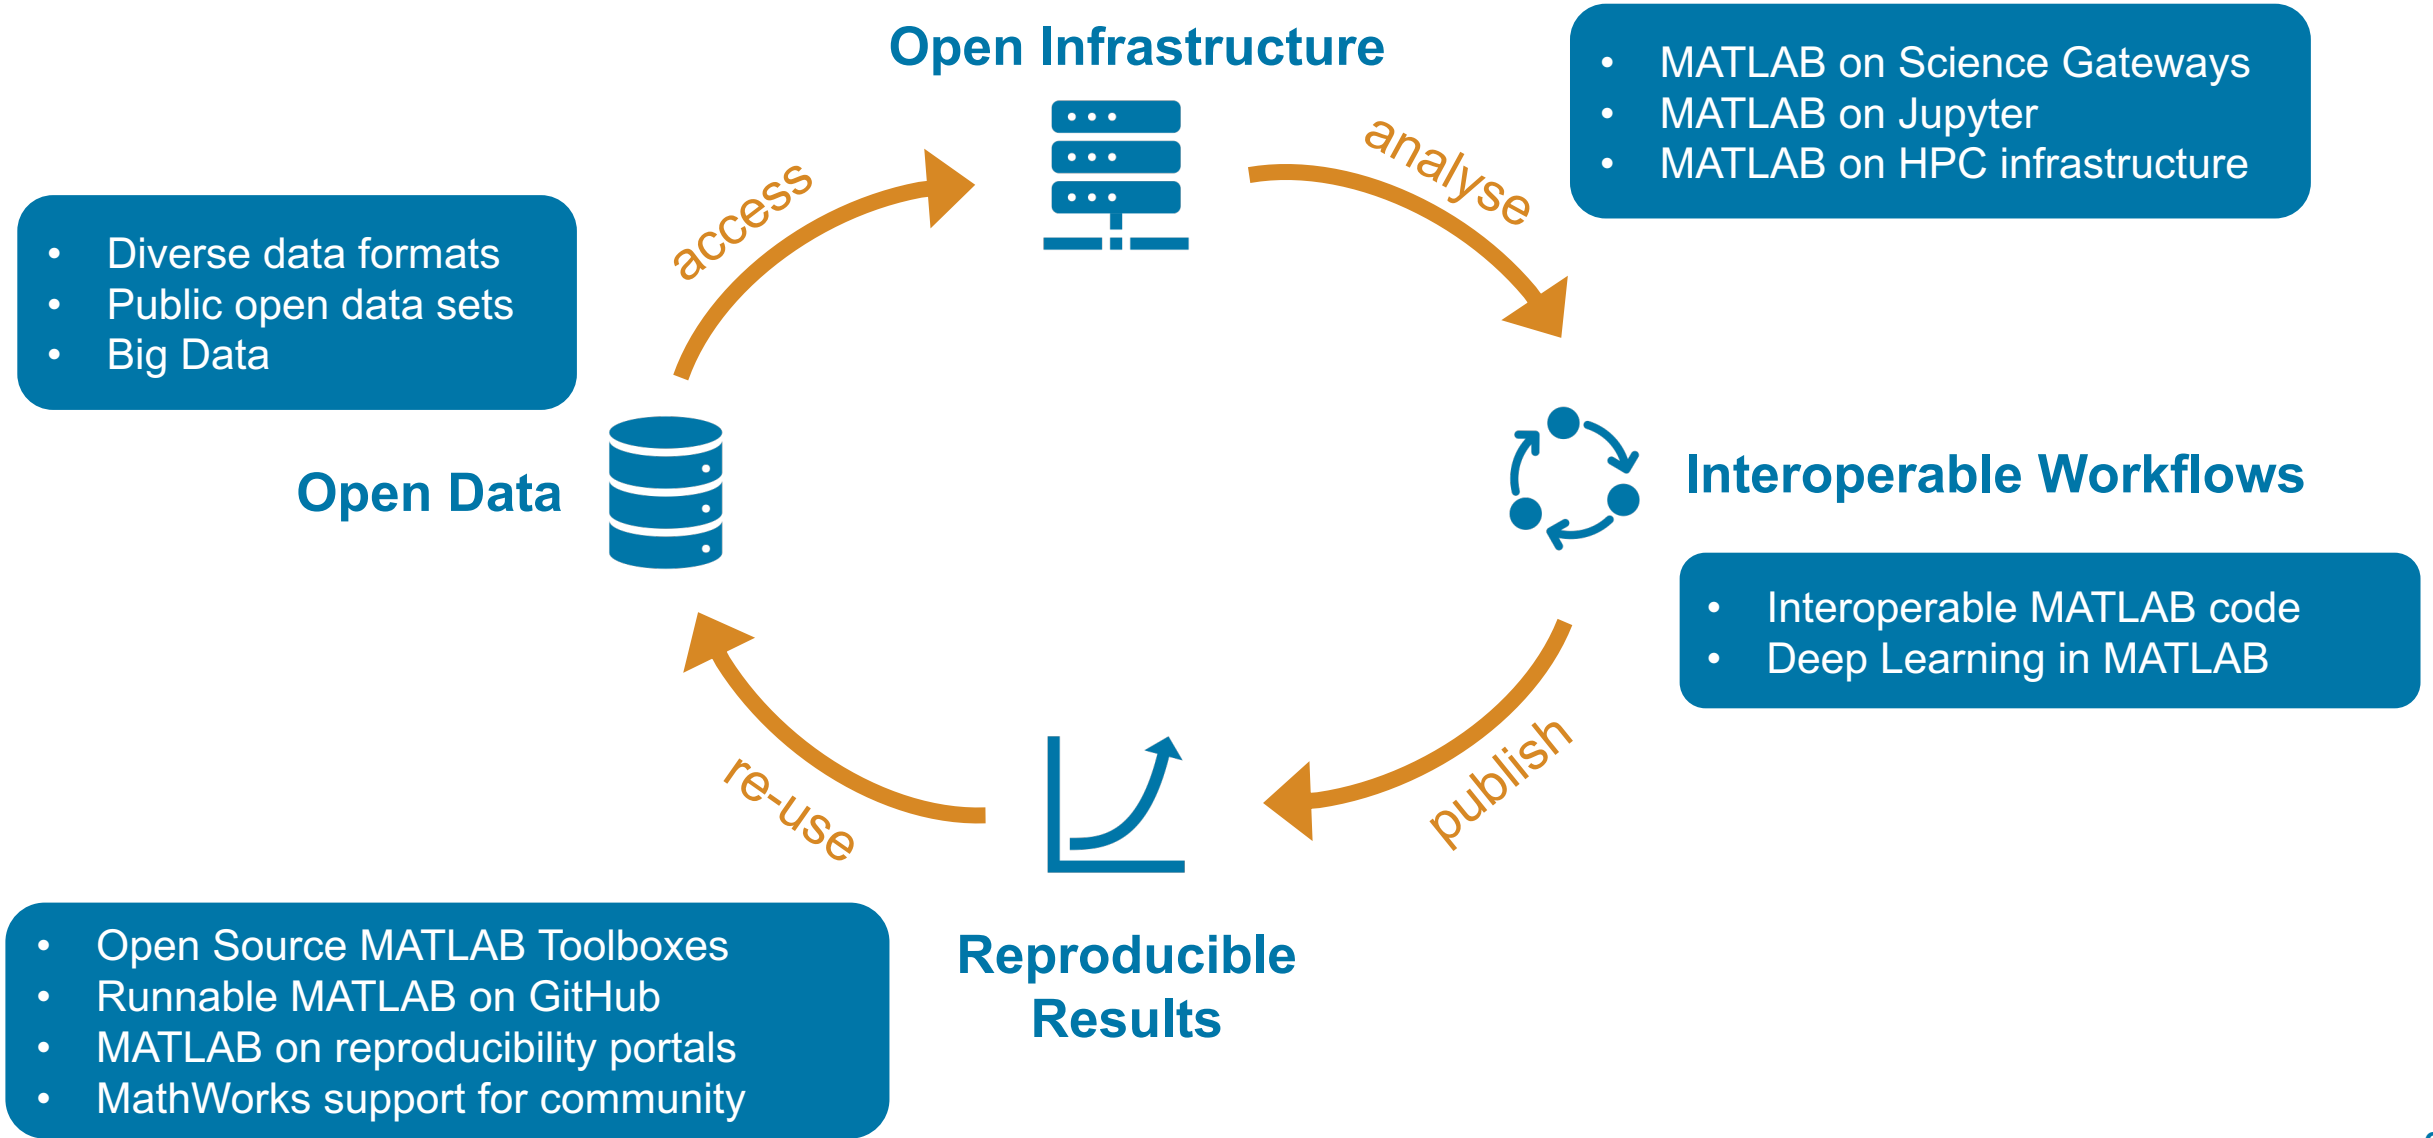 Open Infrastructure
• MATLAB on Science Gateways
• MATLAB on Jupyter
• MATLAB on HPC infrastructure
access
analyse
• Diverse data formats
• Public open data sets
• Big Data
Open Data
Interoperable Workflows
• Interoperable MATLAB code
• Deep Learning in MATLAB
re-use
publish
• Open Source MATLAB Toolboxes
• Runnable MATLAB on GitHub
• MATLAB on reproducibility portals
• MathWorks support for community
Reproducible
Results